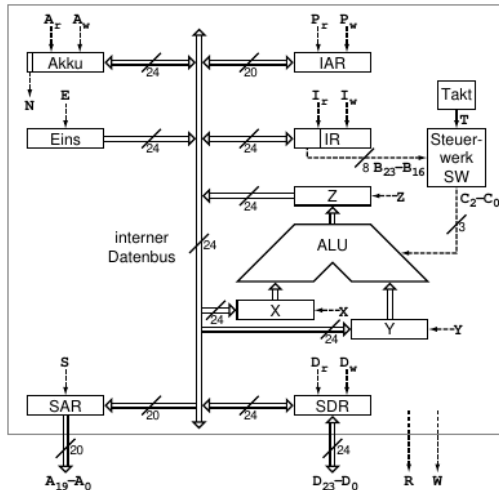 Ar Aw Pr Pw
Akku 24 20 IAR
N E Ir Ir Iw
Eins 24 24 IR
Takt
T
Steuer-
werk
SW
8 B23–B16
24 Z Z
C2–C0
3
interner
Datenbus
24
ALU
24 X X
24 Y Y
S Dr Dw
SAR 20 24 SDR
20 24
A19–A0 D23–D0 R W